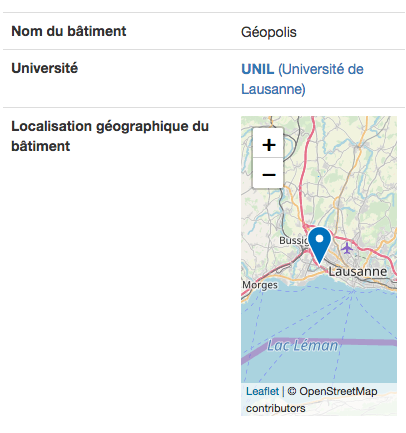 Nom du bâtiment
Géopolis
Université
UNIL (Université de
Lausanne)
Localisation géographique du
bâtiment
+
−
Bussig
Lausanne
Morges
Lac Léman
Leaflet | © OpenStreetMap
contributors